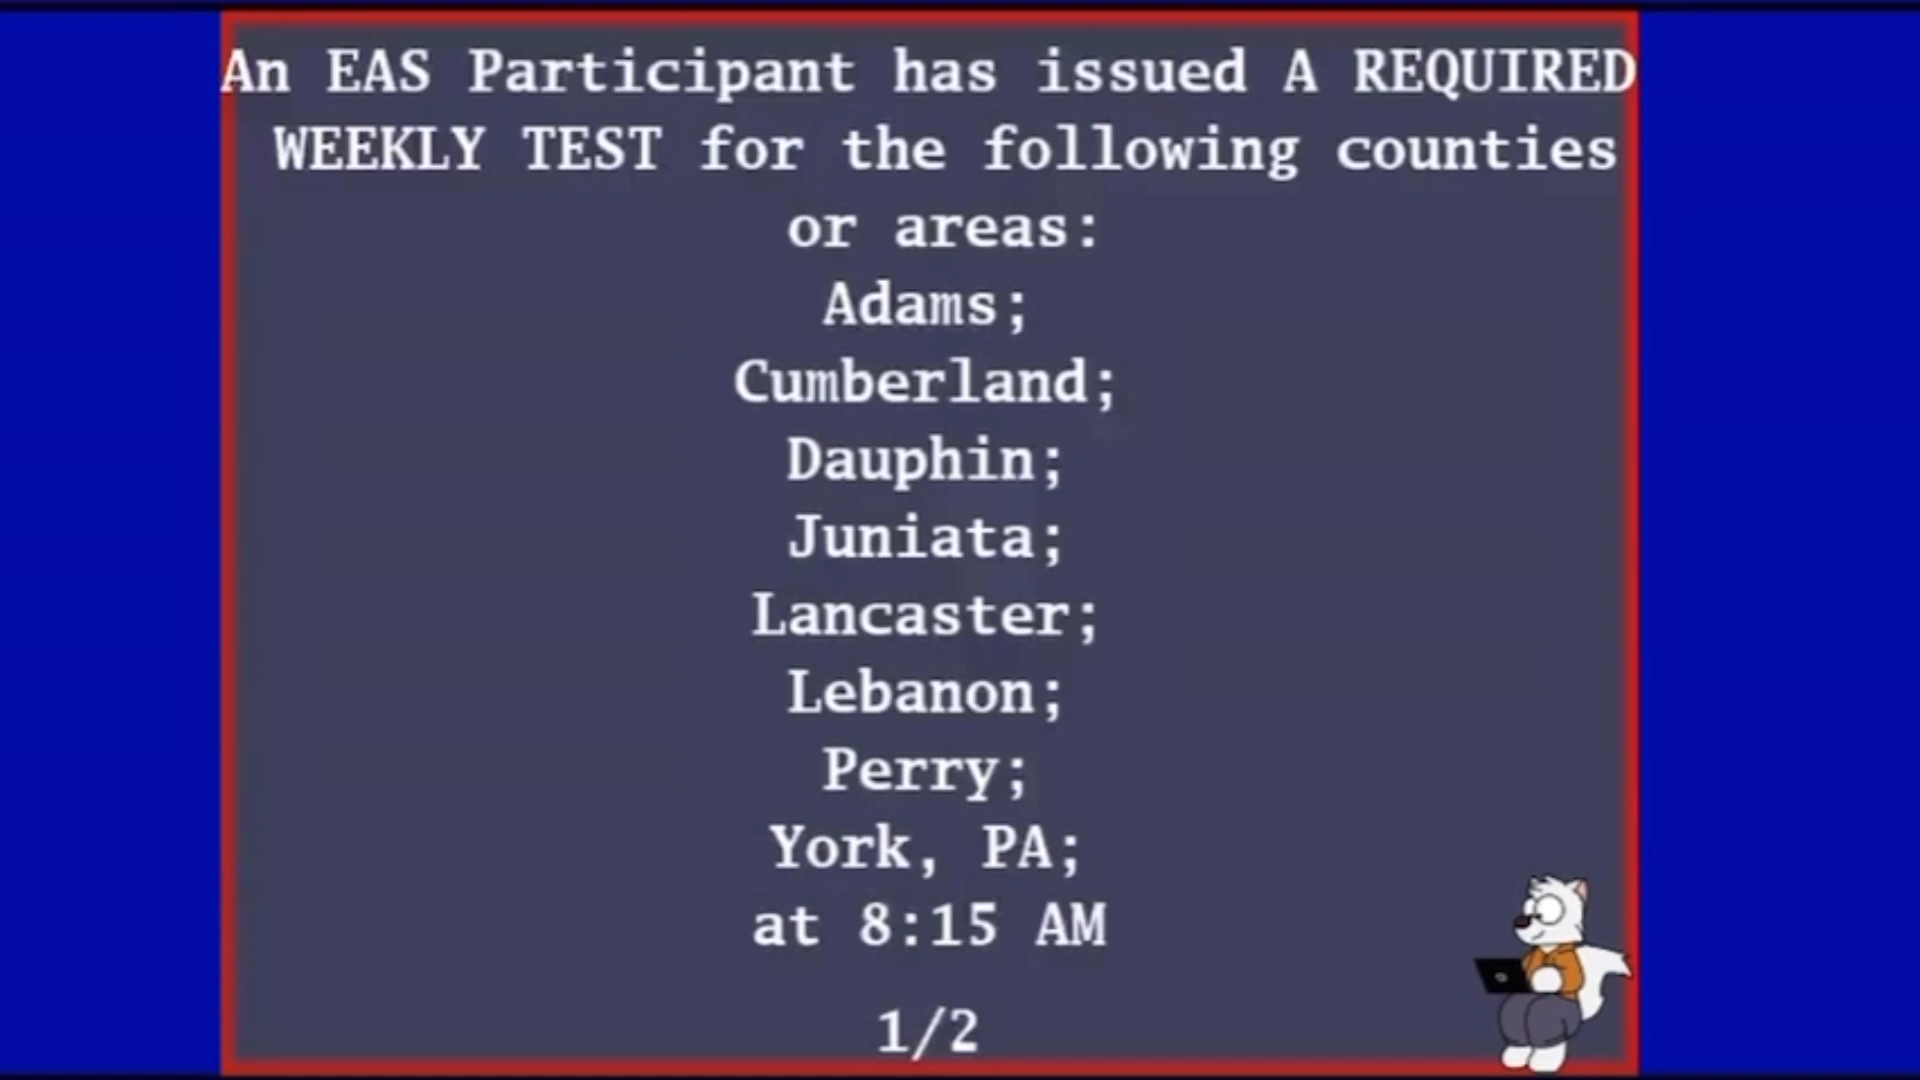 An EAS Participant has issued A REQUIRED
WEEKLY TEST for the following counties
or areas:
Adams;
Cumberland;
Dauphin;
Juniata;
Lancaster;
Lebanon;
Perry;
York, PA;
at 8:15 AM
1/2